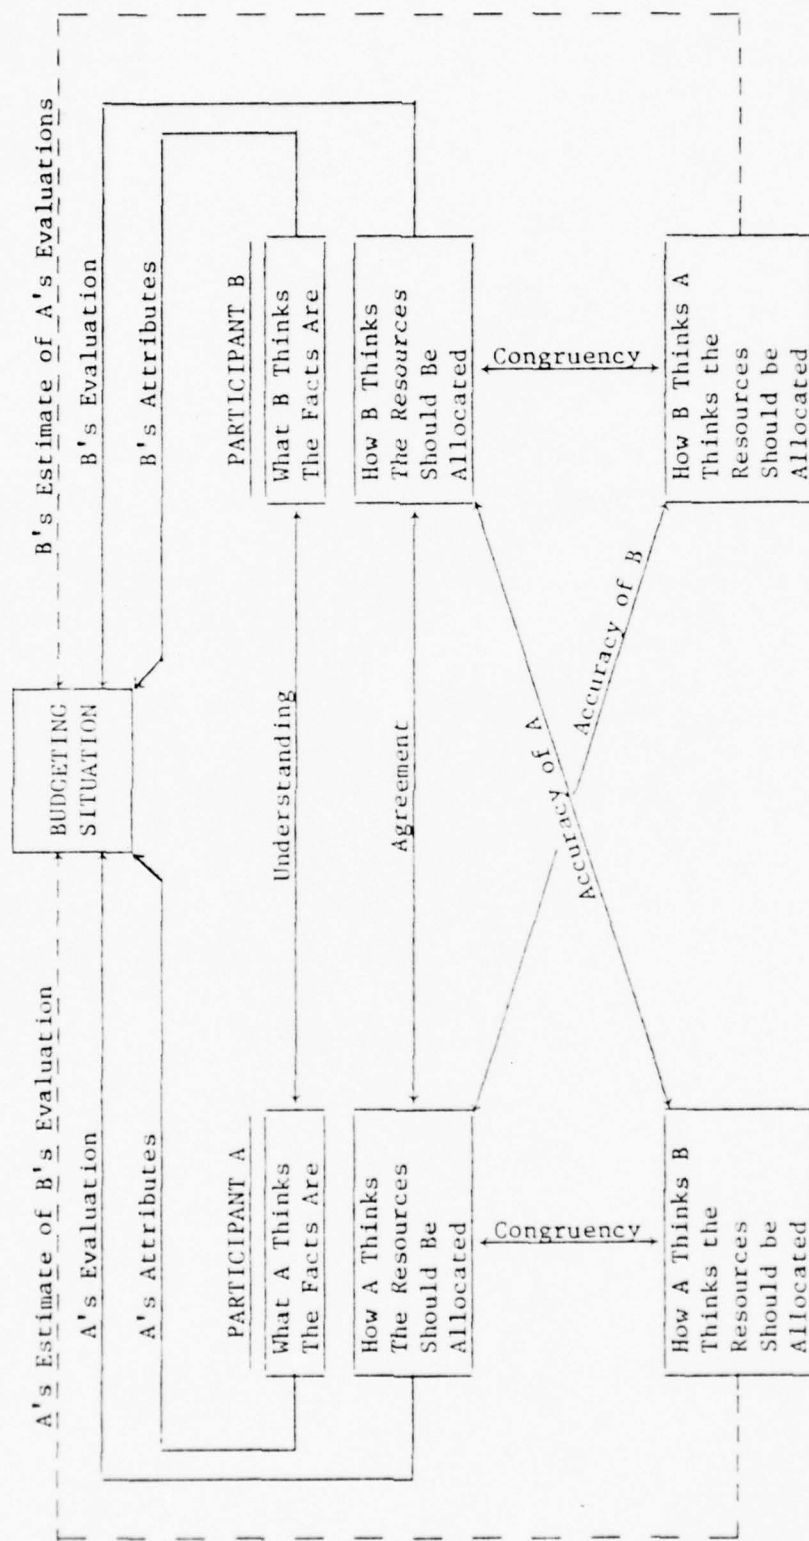 A's Estimate of B's Evaluation
B's Estimate of A's Evaluations
A's Evaluation
B's Evaluation
A's Attributes
B's Attributes
BUDGETING
SITUATION
PARTICIPANT A
PARTICIPANT B
What A Thinks
The Facts Are
Understanding
What B Thinks
The Facts Are
How A Thinks
The Resources
Should Be
Allocated
Agreement
How B Thinks
The Resources
Should Be
Allocated
Congruency
Accuracy of A
Accuracy of B
Congruency
How A Thinks B
Thinks the
Resources
Should be
Allocated
How B Thinks A
Thinks the
Resources
Should be
Allocated